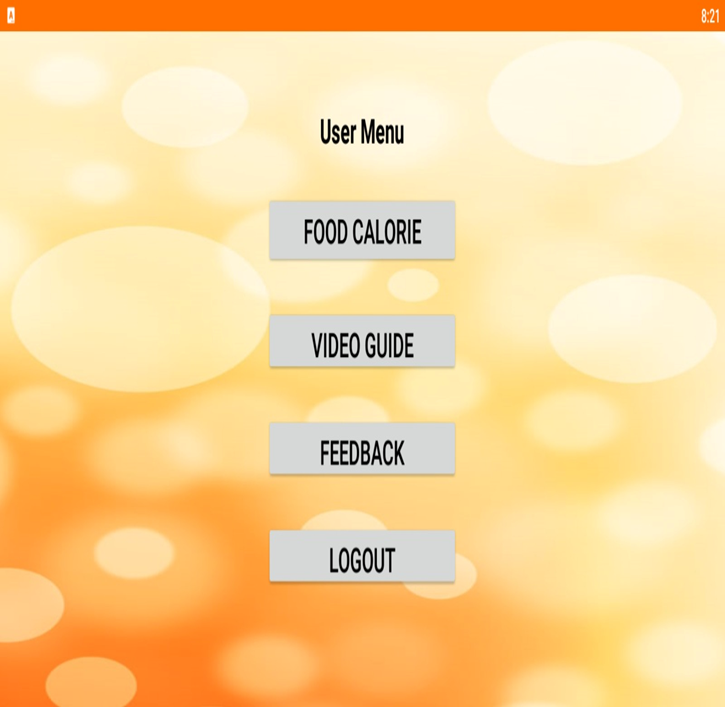 8:21
User Menu
FOOD CALORIE
VIDEO GUIDE
FEEDBACK
LOGOUT